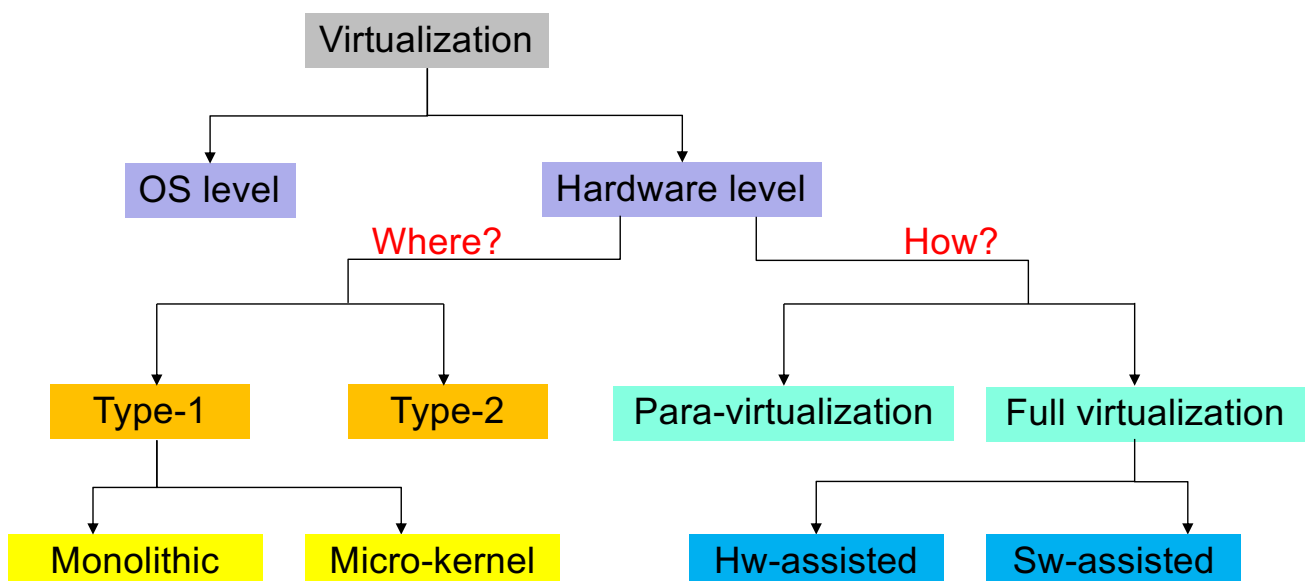 Virtualization
OS level
Hardware level
Where?
How?
Type-1
Type-2
Para-virtualization
Full virtualization
Monolithic
Micro-kernel
Hw-assisted
Sw-assisted